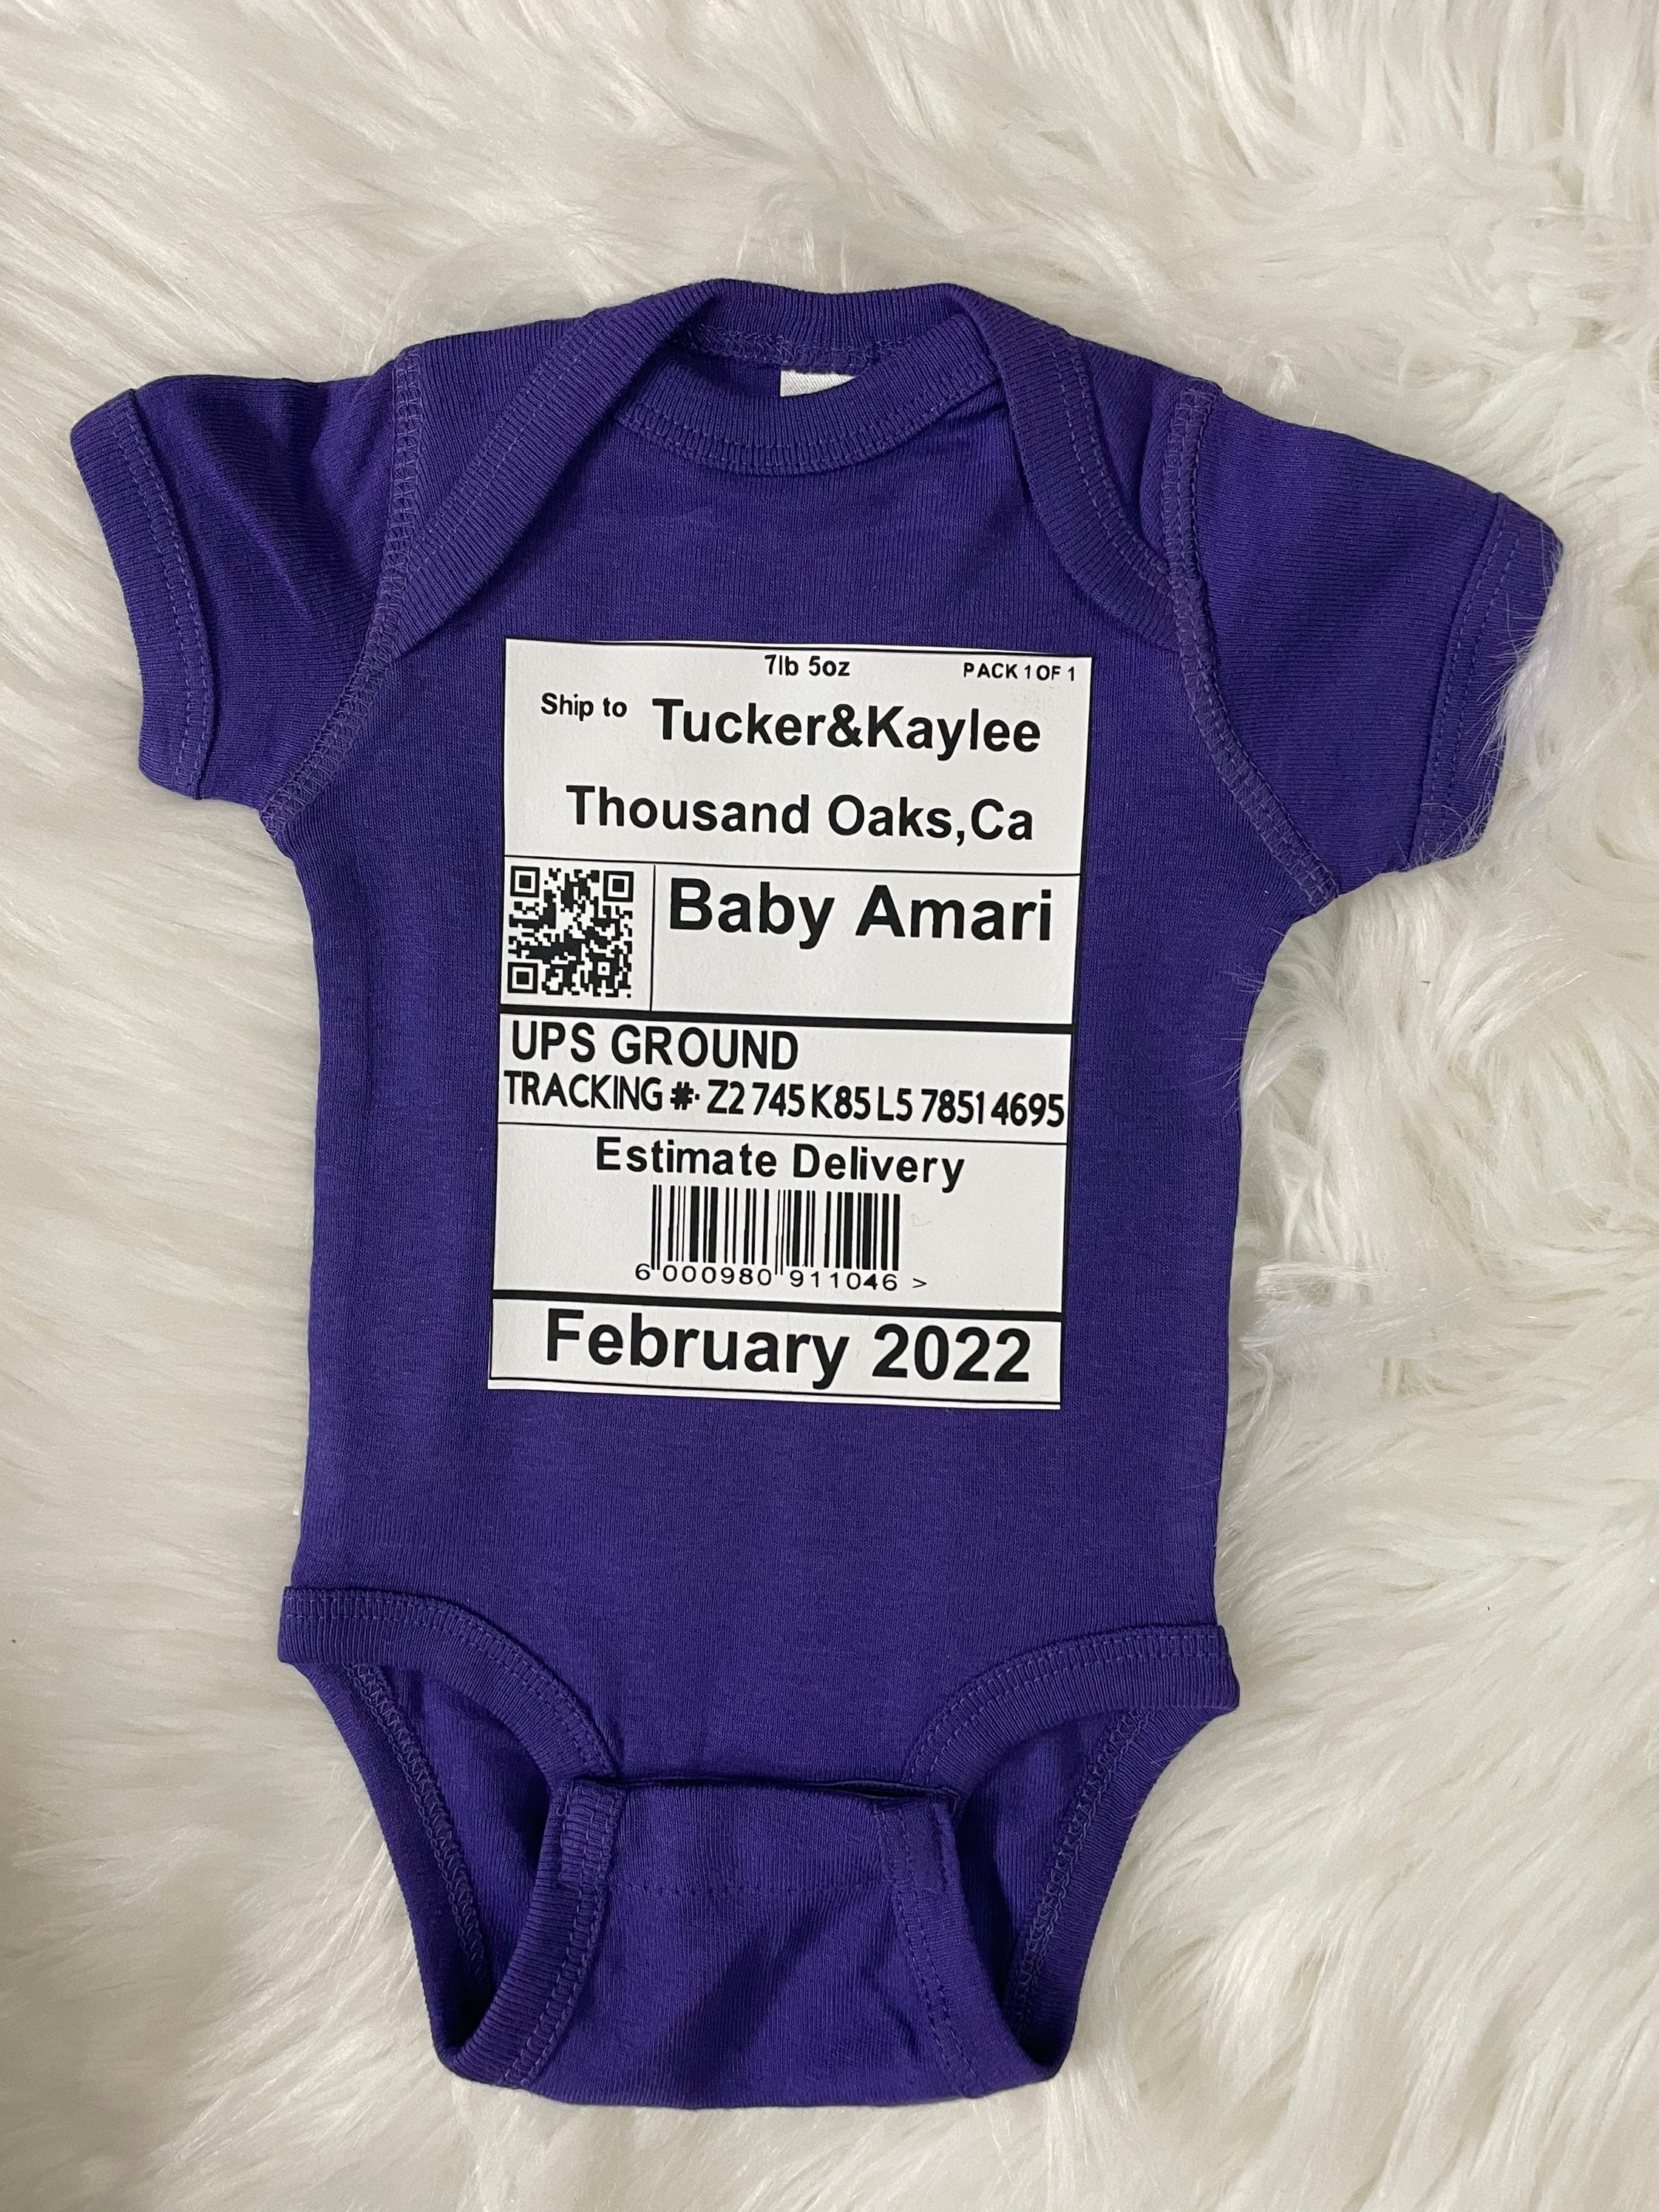 7lb 5oz PACK 1 OF 1
Ship to Tucker&Kaylee
Thousand Oaks,Ca
Baby Amari
UPS GROUND
TRACKING #: Z2 745 K85 L5 7851 4695
Estimate Delivery
6 000980 911046 >
February 2022